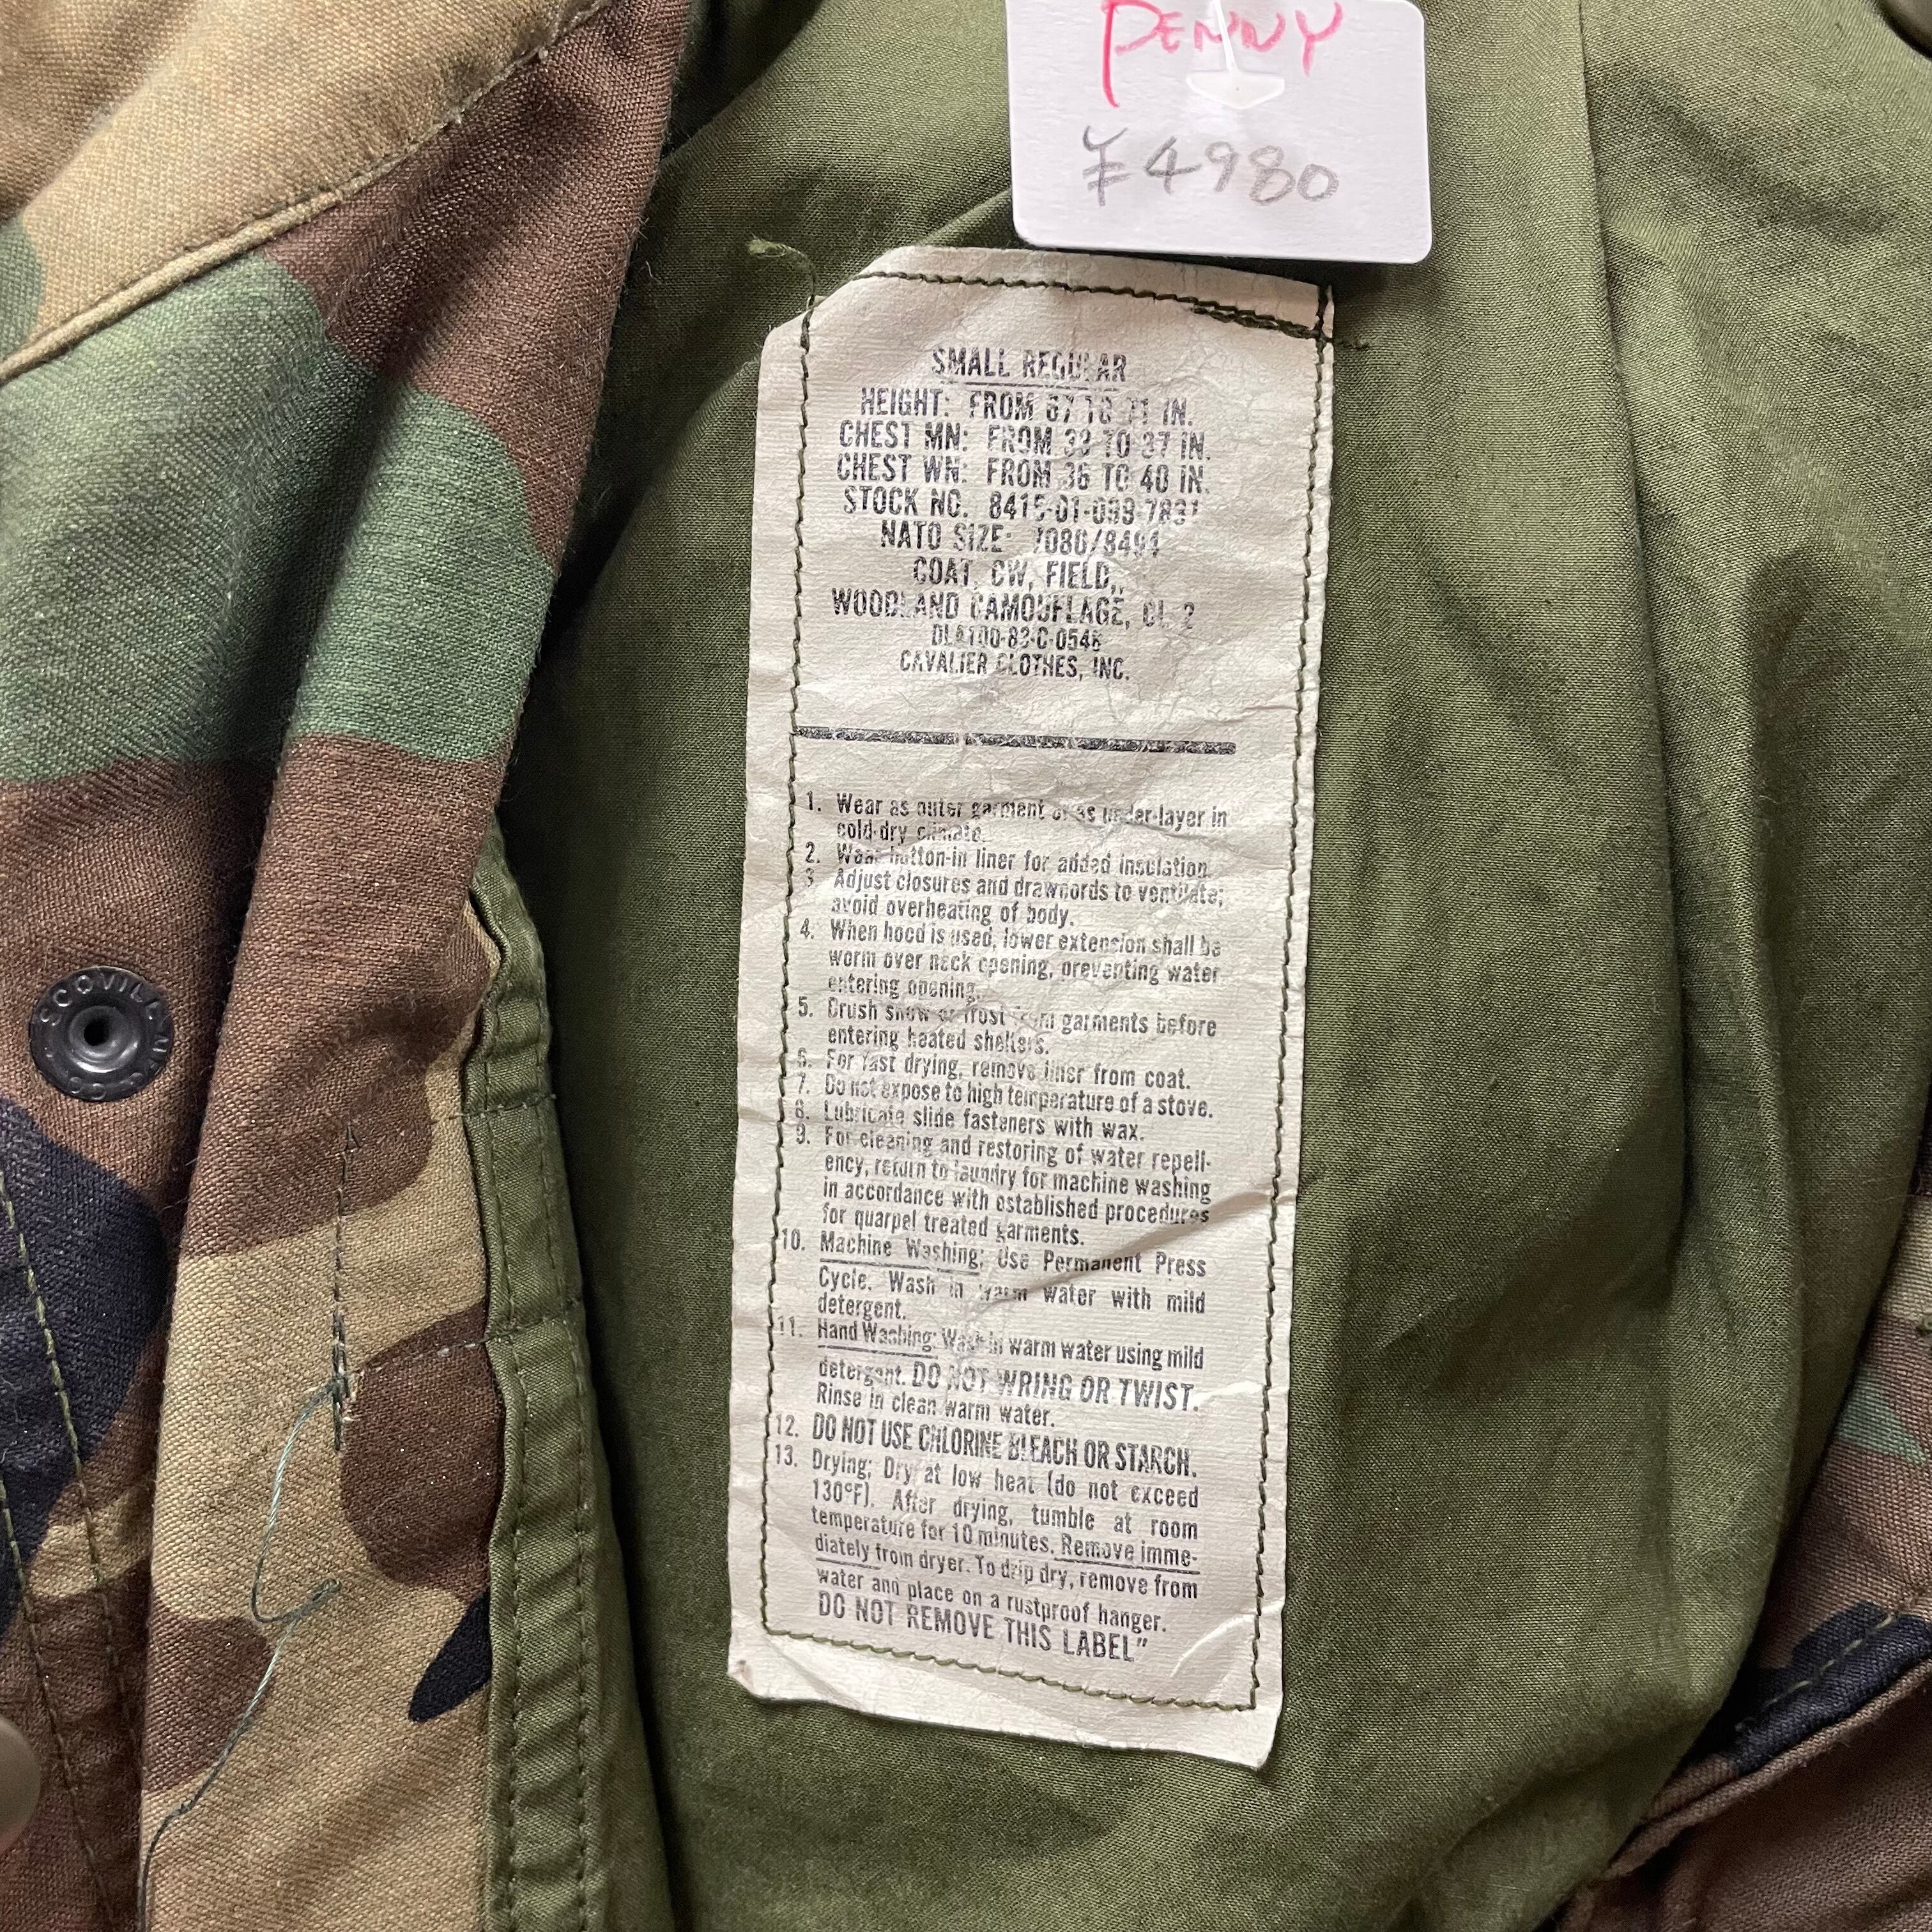 PENNY
¥4980
SMALL REGULAR
HEIGHT: FROM 67 TO 71 IN.
CHEST MN: FROM 33 TO 37 IN.
CHEST WN: FROM 36 TO 40 IN.
STOCK NO. 8415-01-099-7831
NATO SIZE: 7080/8494
COAT, CW, FIELD,,
WOODLAND CAMOUFLAGE, CL 2
DLA100-83-C-0546
CAVALIER CLOTHES, INC.
1. Wear as outer garment or as under-layer in
cold-dry climate.
2. Wear button-in liner for added insulation.
3. Adjust closures and drawcords to ventilate;
avoid overheating of body.
4. When hood is used, lower extension shall be
worm over neck opening, preventing water
entering opening.
5. Brush snow or frost from garments before
entering heated shelters.
6. For fast drying, remove liner from coat.
7. Do not expose to high temperature of a stove.
8. Lubricate slide fasteners with wax.
9. For cleaning and restoring of water repell-
ency, return to laundry for machine washing
in accordance with established procedures
for quarpel treated garments.
10. Machine Washing; Use Permanent Press
Cycle. Wash in warm water with mild
detergent.
11. Hand Washing: Wash in warm water using mild
detergent. DO NOT WRING OR TWIST.
Rinse in clean warm water.
12. DO NOT USE CHLORINE BLEACH OR STARCH.
13. Drying; Dry at low heat (do not exceed
130°F). After drying, tumble at room
temperature for 10 minutes. Remove imme-
diately from dryer. To drip dry, remove from
water and place on a rustproof hanger.
DO NOT REMOVE THIS LABEL”
SCOVILL MFG. CO.